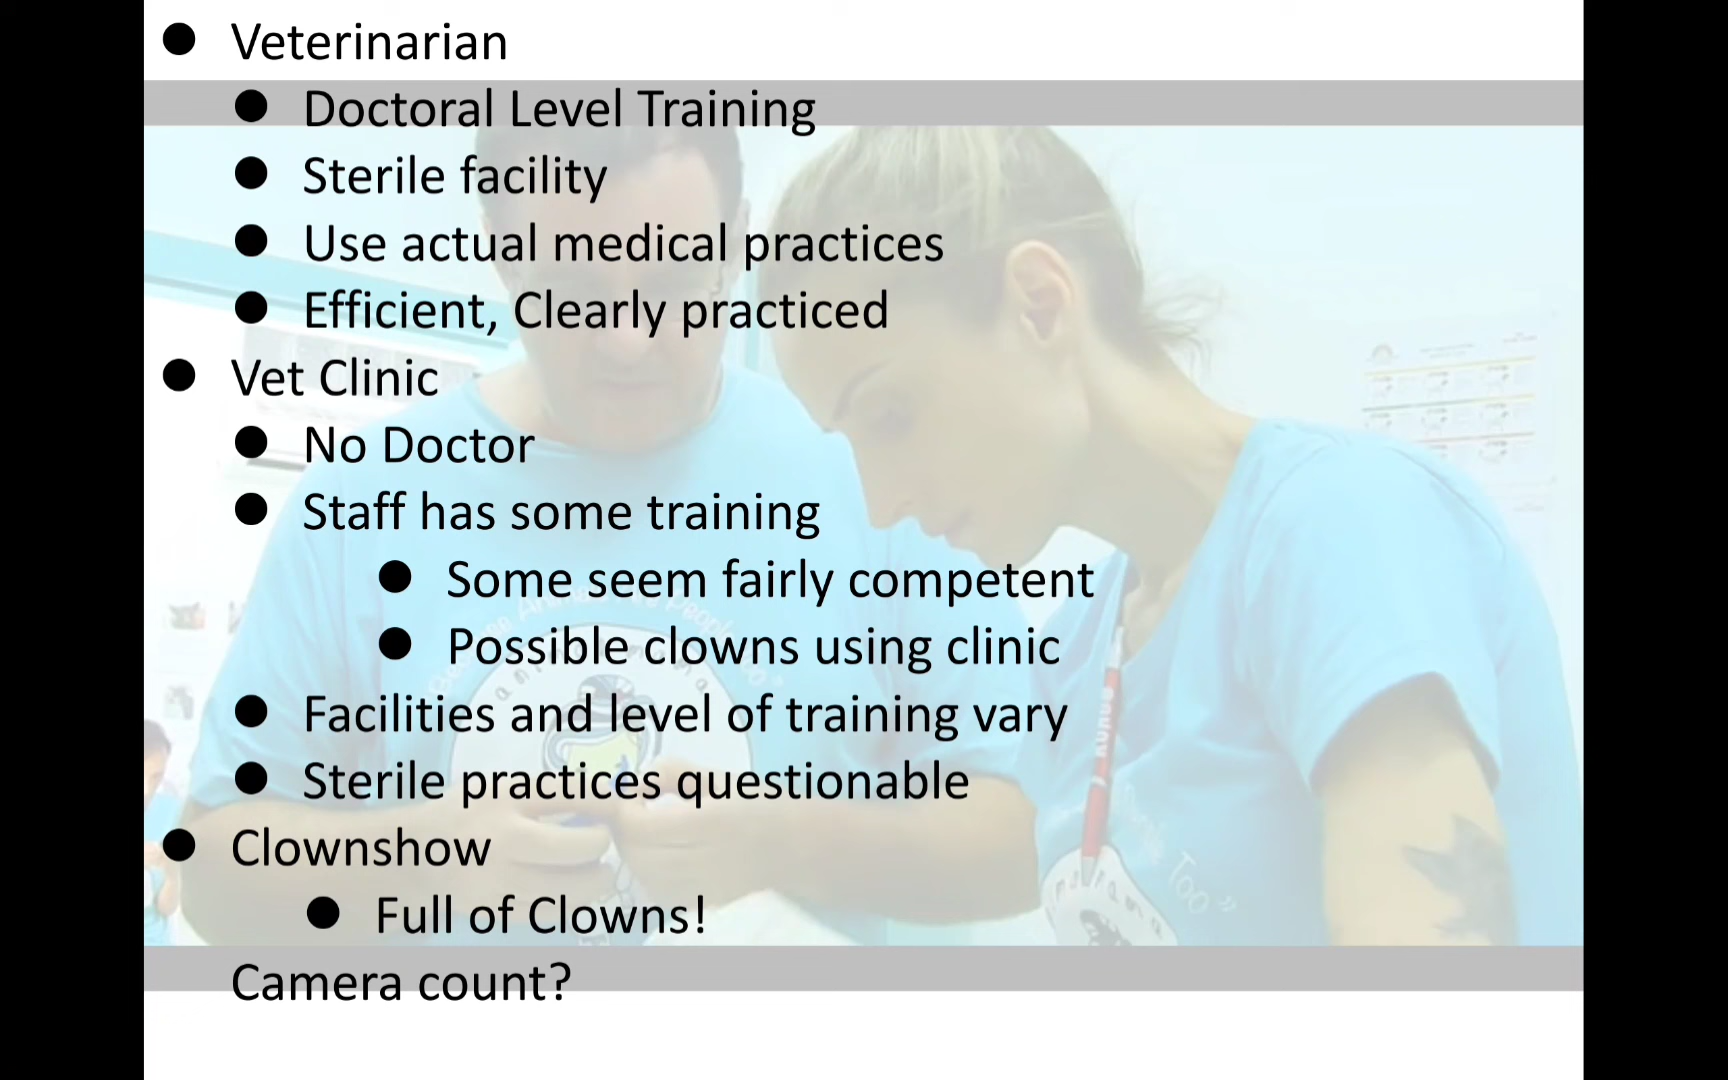 Veterinarian
Doctoral Level Training
Sterile facility
Use actual medical practices
Efficient, Clearly practiced
Vet Clinic
No Doctor
Staff has some training
Some seem fairly competent
Possible clowns using clinic
Facilities and level of training vary
Sterile practices questionable
Clownshow
Full of Clowns!
Camera count?
KORUS
Too"